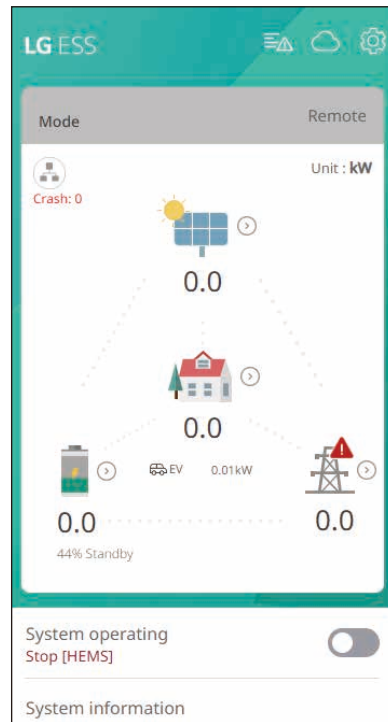 LG ESS
Mode Remote
Unit : kW
Crash: 0
0.0
0.0
EV 0.01kW
0.0 0.0
44% Standby
System operating
Stop [HEMS]
System information